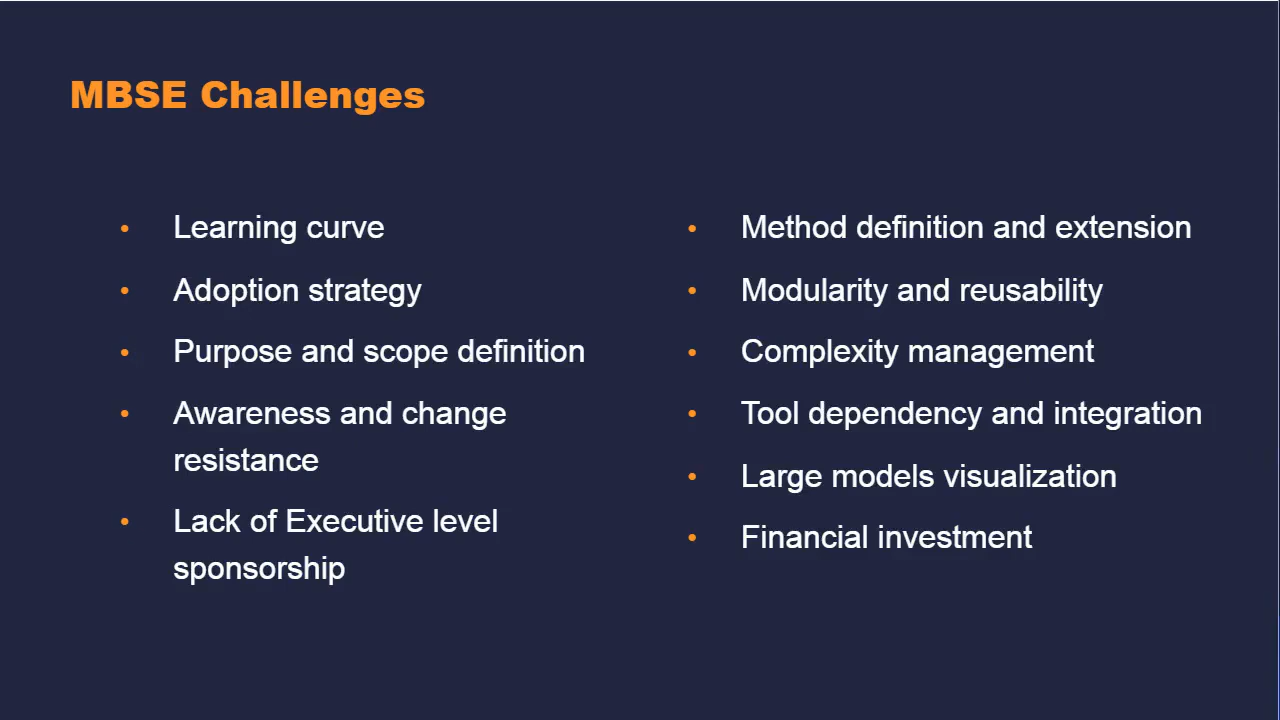 MBSE Challenges
• Learning curve
• Adoption strategy
• Purpose and scope definition
• Awareness and change
resistance
• Lack of Executive level
sponsorship
• Method definition and extension
• Modularity and reusability
• Complexity management
• Tool dependency and integration
• Large models visualization
• Financial investment